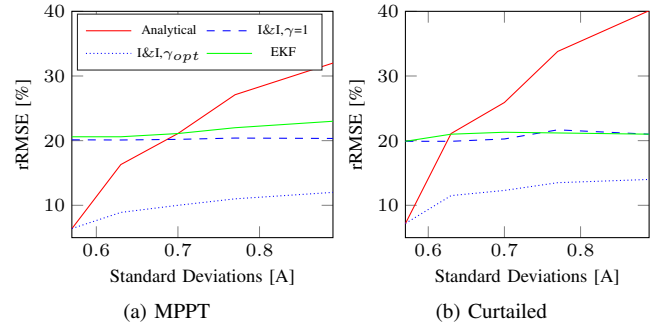 Analytical
I&I,γ=1
I&I,γopt
EKF
40
30
20
10
rRMSE [%]
0.6 0.7 0.8
Standard Deviations [A]
(a) MPPT
40
30
20
10
rRMSE [%]
0.6 0.7 0.8
Standard Deviations [A]
(b) Curtailed